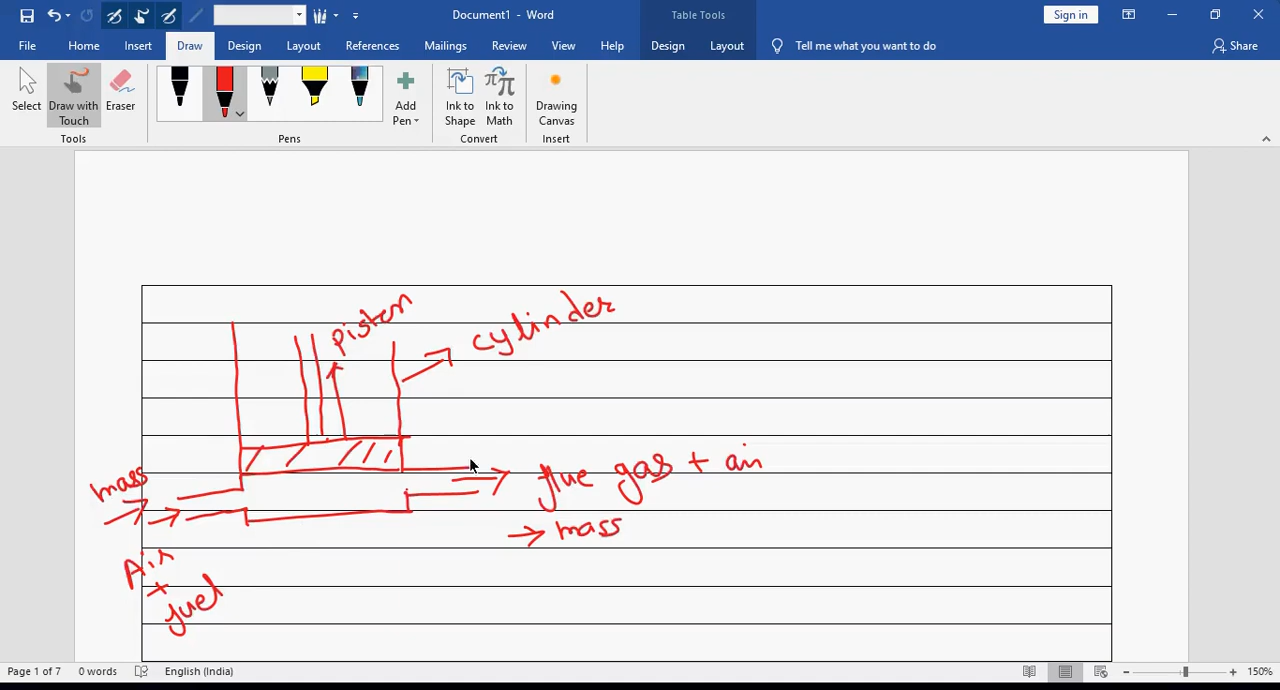 Document1 - Word
Table Tools
Sign in
File Home Insert Draw Design Layout References Mailings Review View Help Design Layout Tell me what you want to do Share
Select Draw with Touch Eraser Add Pen Ink to Shape Ink to Math Drawing Canvas
Tools Pens Convert Insert
piston
cylinder
mass
flue gas + air
→ mass
Air
+
fuel
Page 1 of 7 0 words English (India) 150%